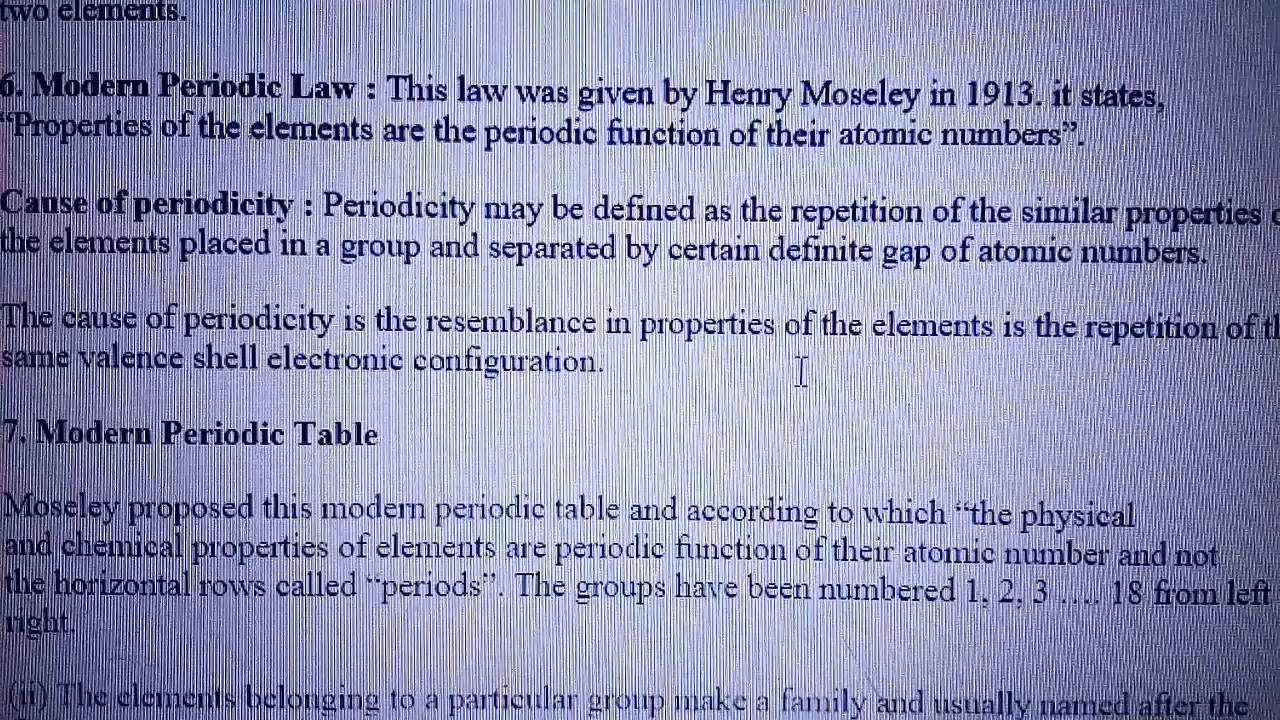 two elements.
6. Modern Periodic Law : This law was given by Henry Moseley in 1913. it states,
“Properties of the elements are the periodic function of their atomic numbers”.
Cause of periodicity : Periodicity may be defined as the repetition of the similar properties
the elements placed in a group and separated by certain definite gap of atomic numbers.
The cause of periodicity is the resemblance in properties of the elements is the repetition of
same valence shell electronic configuration.
7. Modern Periodic Table
Moseley proposed this modern periodic table and according to which “the physical
and chemical properties of elements are periodic function of their atomic number and not
the horizontal rows called “periods”. The groups have been numbered 1, 2, 3 .... 18 from left
right.
(ii) The elements belonging to a particular group make a family and usually named after the